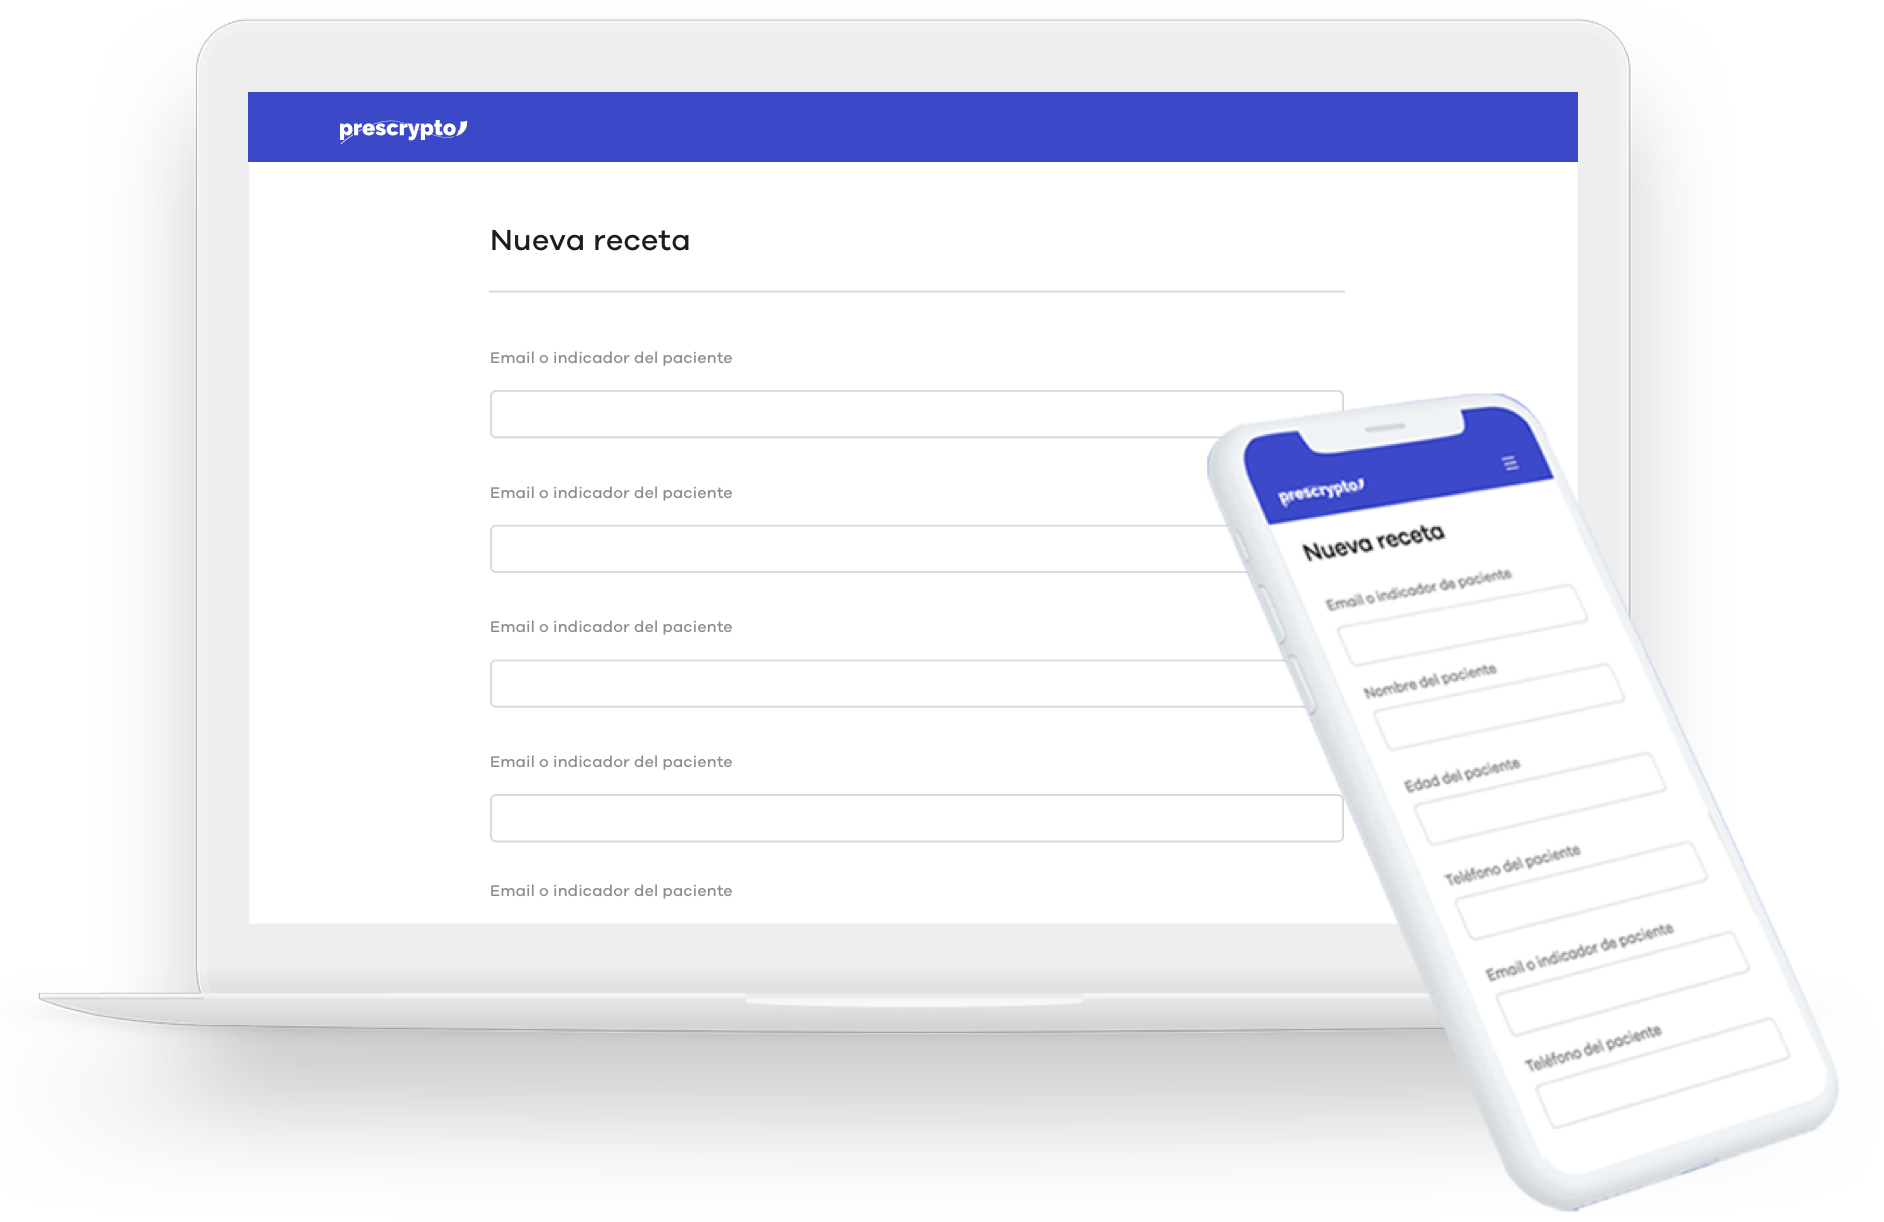 prescrypto
Nueva receta
Email o indicador del paciente
Email o indicador del paciente
Email o indicador del paciente
Email o indicador del paciente
Email o indicador del paciente
prescrypto
Nueva receta
Email o indicador de paciente
Nombre del paciente
Edad del paciente
Teléfono del paciente
Email o indicador de paciente
Teléfono del paciente